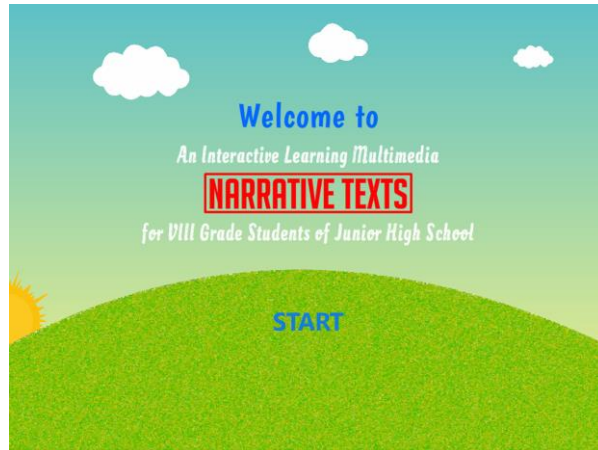 Welcome to
An Interactive Learning Multimedia
NARRATIVE TEXTS
for VIII Grade Students of Junior High School
START